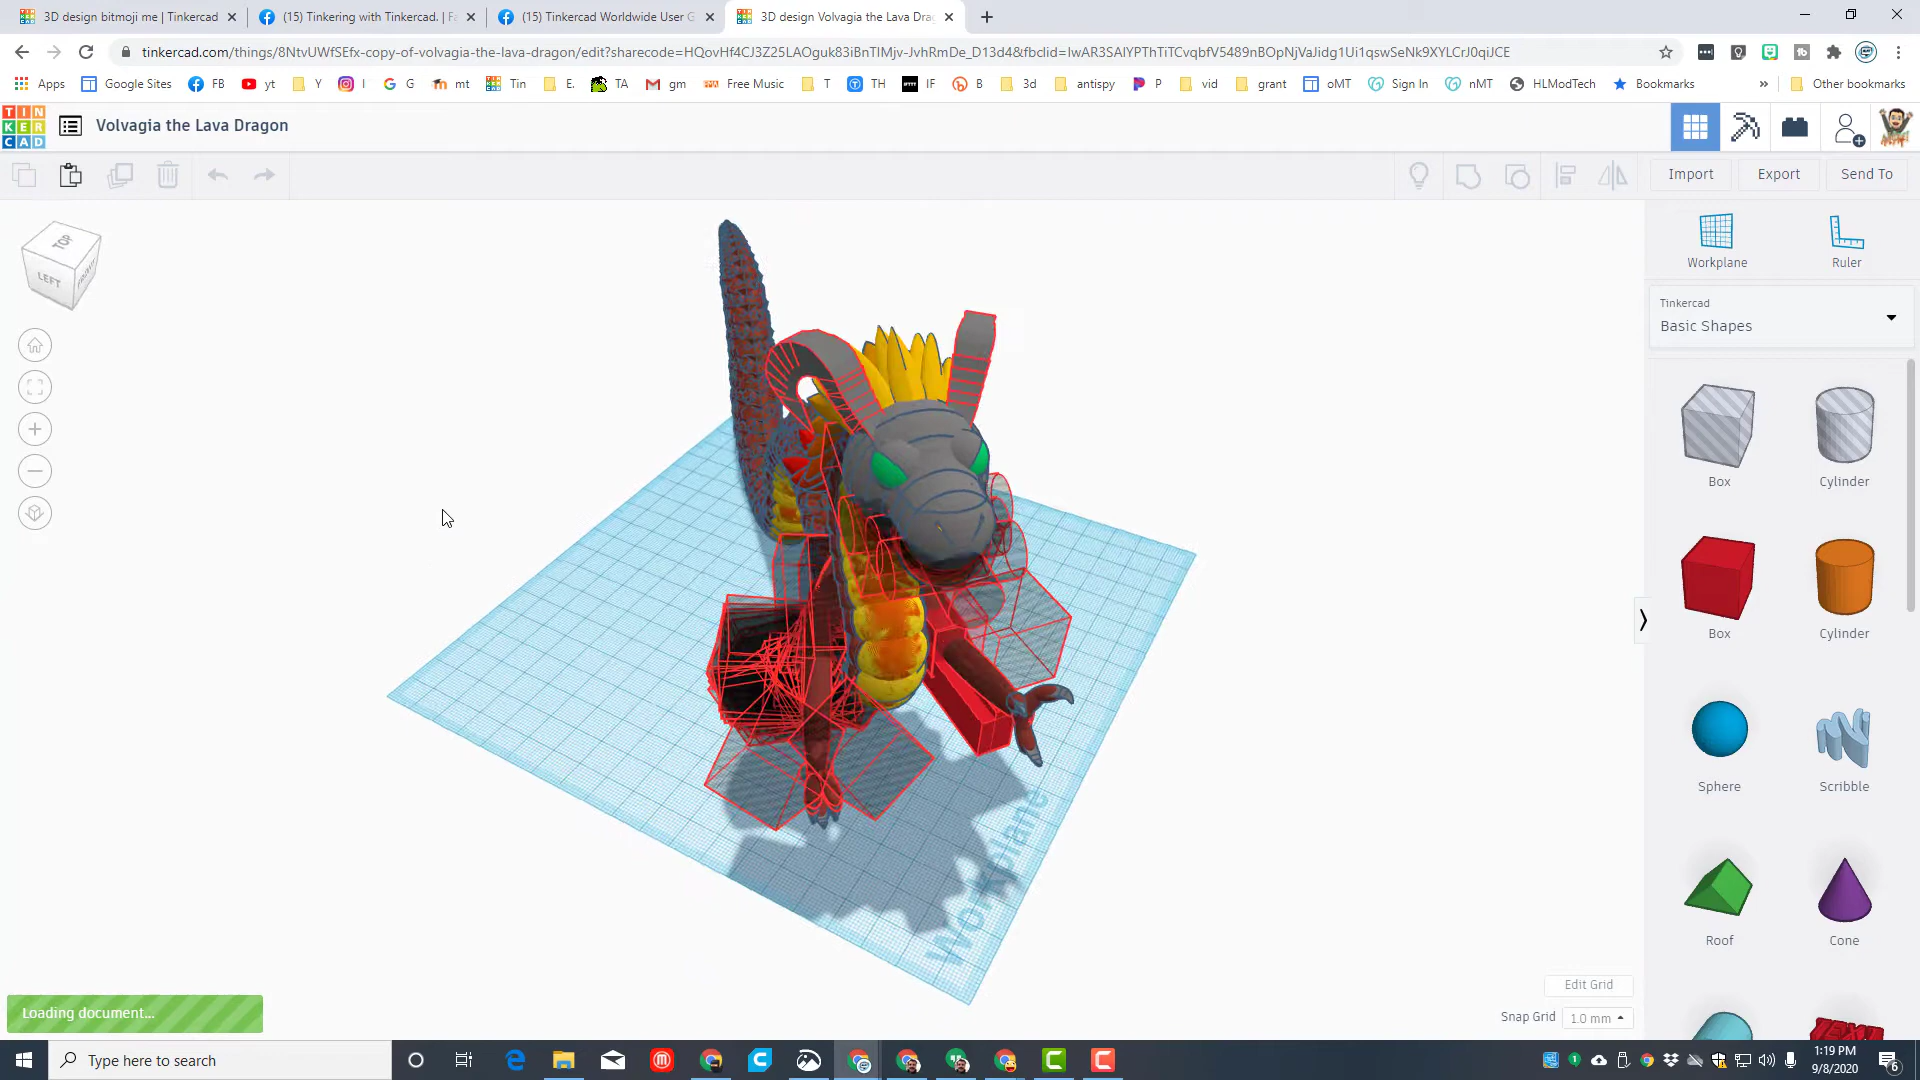 3D design bitmoji me | Tinkercad
(15) Tinkering with Tinkercad. | Fa
(15) Tinkercad Worldwide User G
3D design Volvagia the Lava Drag
tinkercad.com/things/8NtvUWfSEfx-copy-of-volvagia-the-lava-dragon/edit?sharecode=HQovHf4CJ3Z25LAOguk83iBnTIMjv-JvhRmDe_D13d4&fbclid=IwAR3SAlYPThTiTCvqbfV5489nBOpNjVaJidg1Ui1qswSeNk9XYLCrJ0qiJCE
Apps Google Sites FB yt Y I G mt Tin E. TA gm Free Music T TH IF B 3d antispy P vid grant oMT Sign In nMT HLModTech Bookmarks » Other bookmarks
TIN
KER
CAD
Volvagia the Lava Dragon
Import Export Send To
TOP
LEFT
FRONT
Workplane Ruler
Tinkercad
Basic Shapes
Box Cylinder
Box Cylinder
Sphere Scribble
Roof Cone
Workplane
Edit Grid
Snap Grid 1.0 mm
Loading document...
Type here to search
1:19 PM
9/8/2020
6